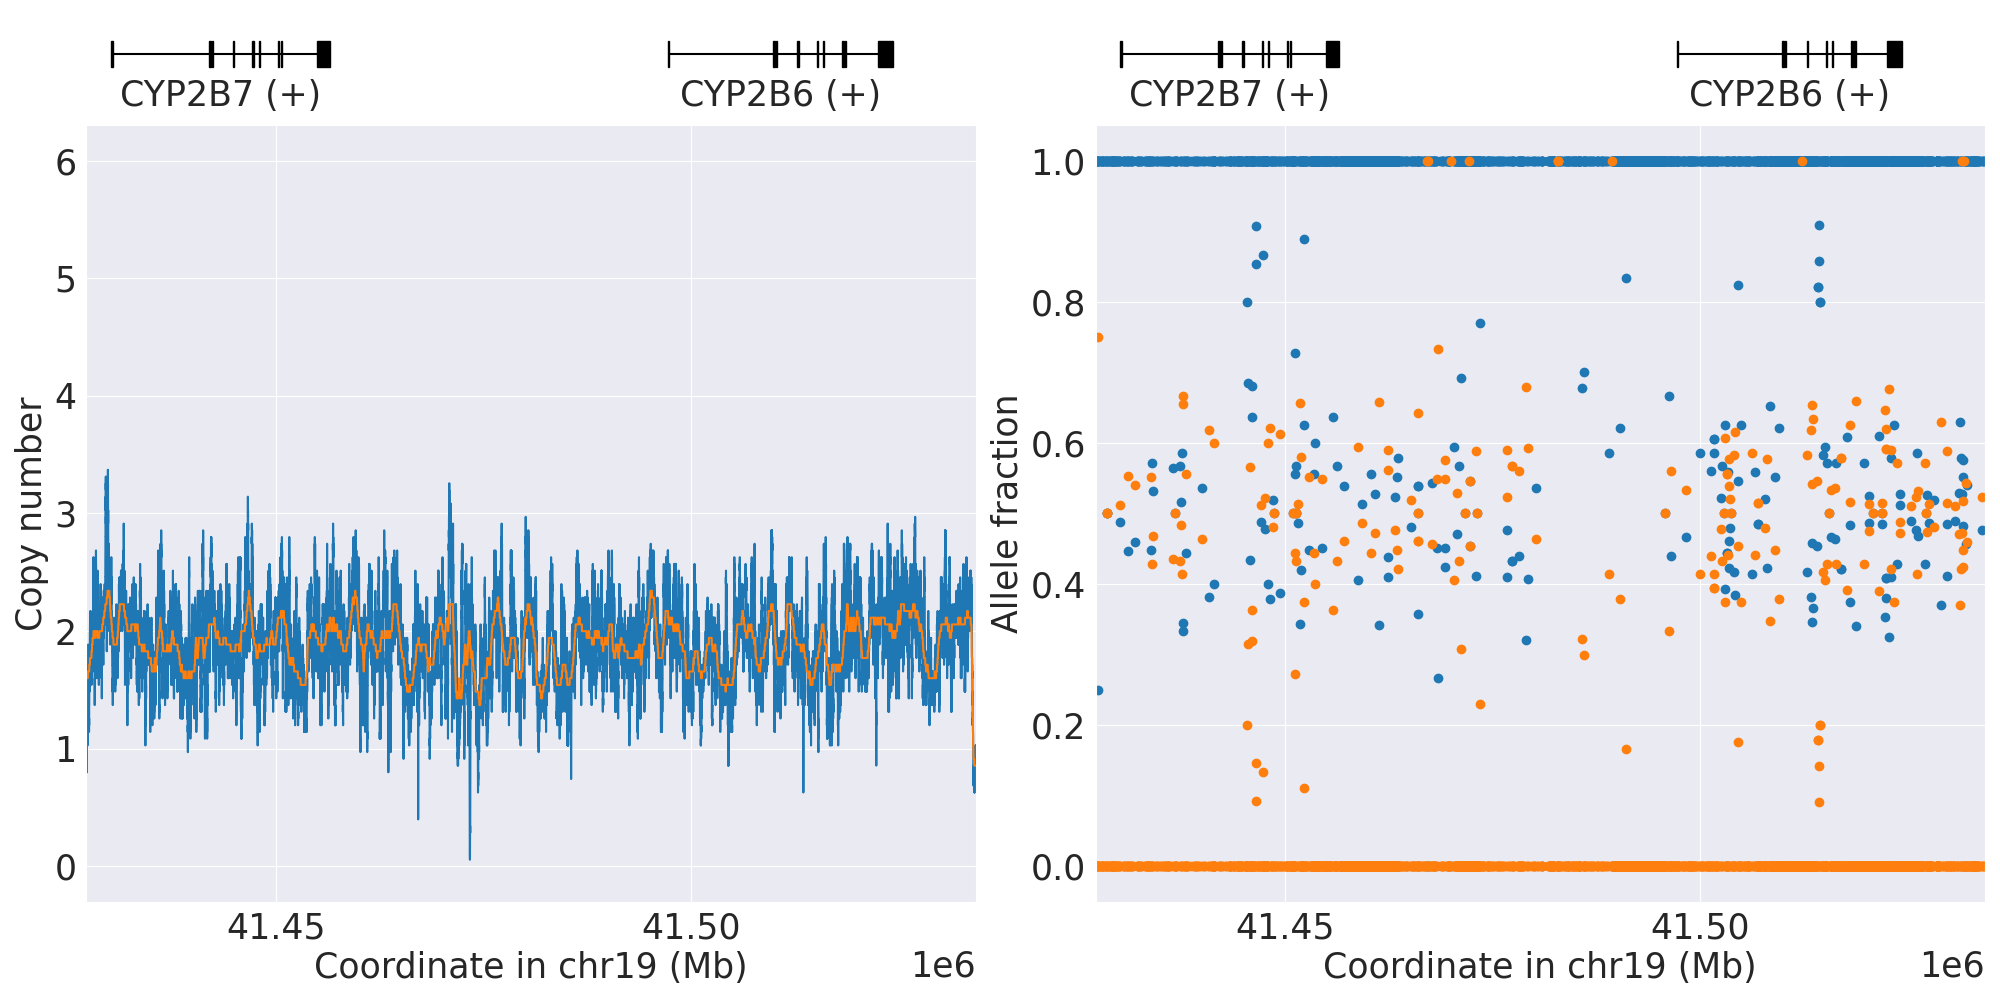 CYP2B7 (+)
CYP2B6 (+)
6
5
4
3
2
1
0
Copy number
41.45
41.50
Coordinate in chr19 (Mb)
1e6
CYP2B7 (+)
CYP2B6 (+)
1.0
0.8
0.6
0.4
0.2
0.0
Allele fraction
41.45
41.50
Coordinate in chr19 (Mb)
1e6